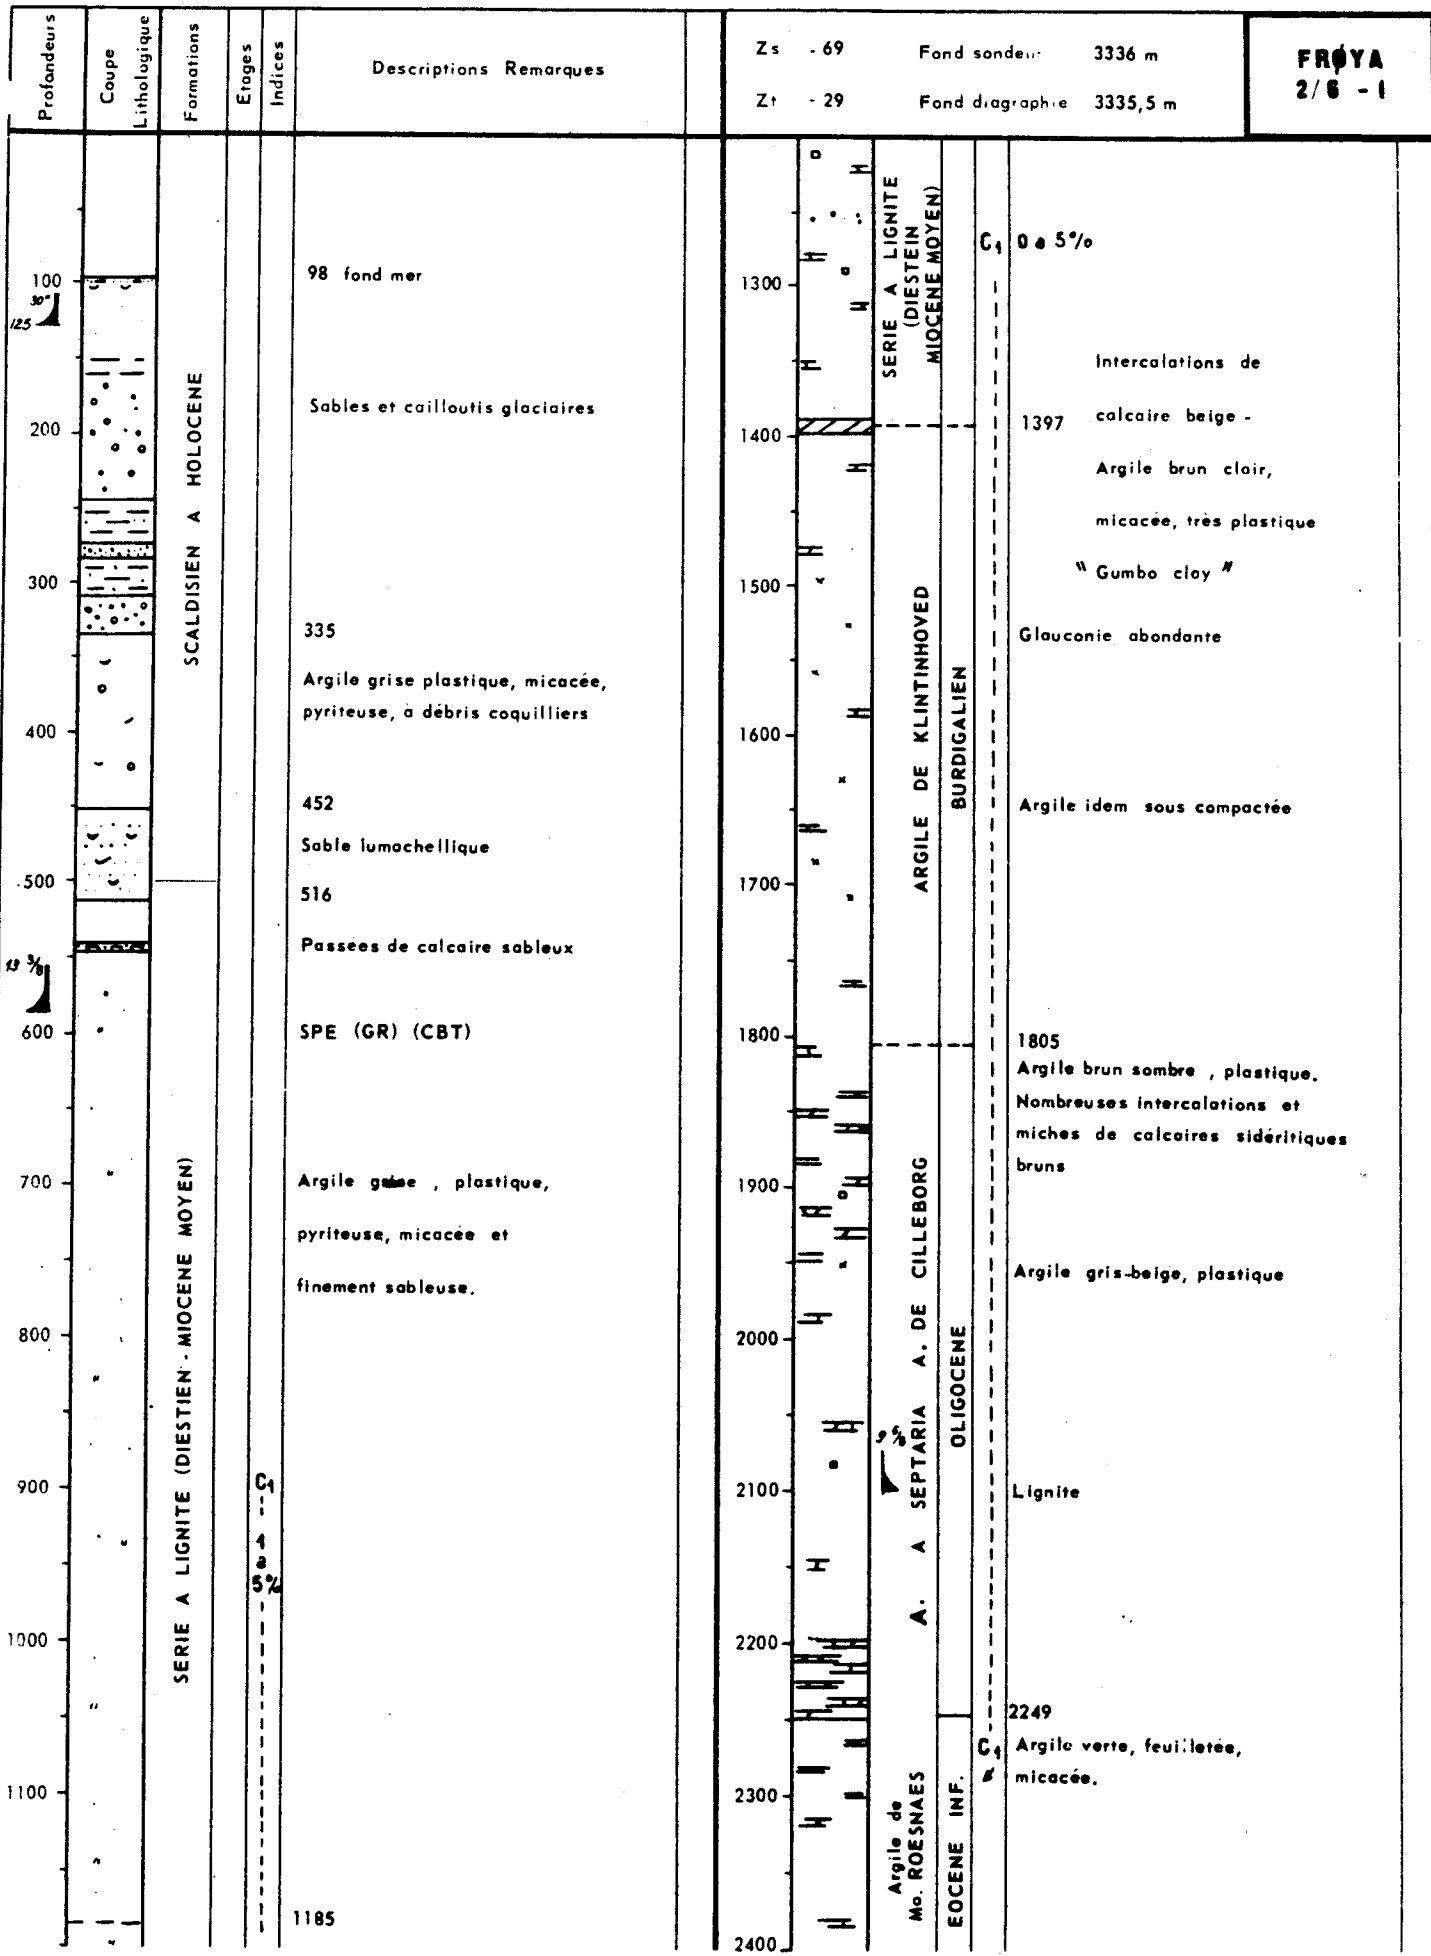 Profondeurs
Coupe
Lithologique
Formations
Etages
Indices
Descriptions Remarques
Zs - 69 Fond sondeur 3336 m
Zt - 29 Fond diagraphie 3335,5 m
FRØYA
2/6 - 1
100
30"
125
200
300
400
500
13 3/8
600
700
800
900
1000
1100
SCALDISIEN A HOLOCENE
SERIE A LIGNITE (DIESTIEN - MIOCENE MOYEN)
C1
1
a
5%
98 fond mer
Sables et cailloutis glaciaires
335
Argile grise plastique, micacée,
pyriteuse, à débris coquilliers
452
Sable lumachellique
516
Passées de calcaire sableux
SPE (GR) (CBT)
Argile grise , plastique,
pyriteuse, micacée et
finement sableuse.
1185
1300
1400
1500
1600
1700
1800
1900
2000
2100
2200
2300
2400
SERIE A LIGNITE
(DIESTEIN
MIOCENE MOYEN)
ARGILE DE KLINTINHOVED
BURDIGALIEN
A. A SEPTARIA A. DE CILLEBORG
9 5/8
OLIGOCENE
Argile de
Mo. ROESNAES
EOCENE INF.
C1 0 a 5%
Intercalations de
1397 calcaire beige -
Argile brun clair,
micacée, très plastique
" Gumbo clay "
Glauconie abondante
Argile idem sous compactée
1805
Argile brun sombre , plastique.
Nombreuses intercalations et
miches de calcaires sidéritiques
bruns
Argile gris-beige, plastique
Lignite
2249
C1 Argile verte, feuilletée,
micacée.